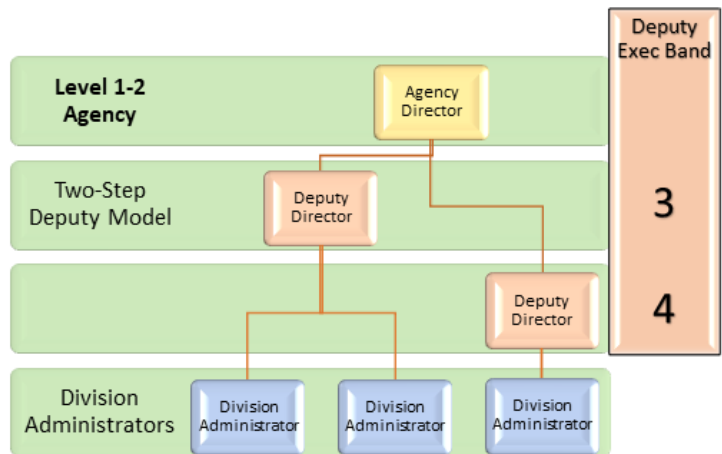 Deputy
Exec Band
Level 1-2
Agency
Agency
Director
Two-Step
Deputy Model
Deputy
Director
3
Deputy
Director
4
Division
Administrators
Division
Administrator
Division
Administrator
Division
Administrator